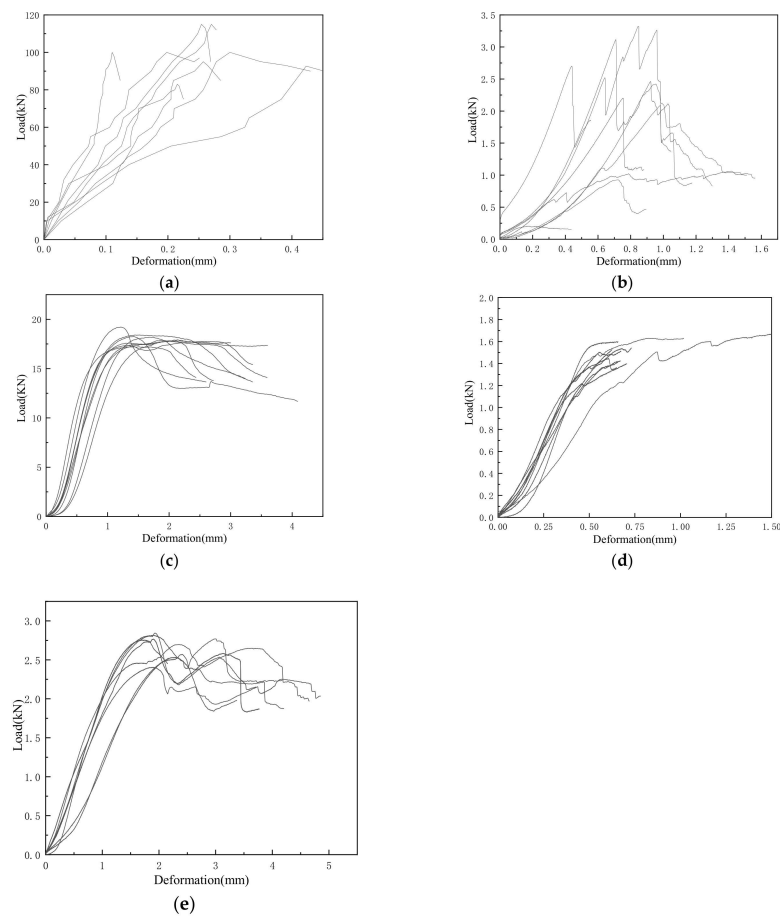 120
100
80
60
40
20
0
0.0 0.1 0.2 0.3 0.4
Load(kN)
Deformation(mm)
(a)
3.5
3.0
2.5
2.0
1.5
1.0
0.5
0.0
0.0 0.2 0.4 0.6 0.8 1.0 1.2 1.4 1.6
Load(kN)
Deformation(mm)
(b)
20
15
10
5
0
0 1 2 3 4
Load(KN)
Deformation(mm)
(c)
2.0
1.8
1.6
1.4
1.2
1.0
0.8
0.6
0.4
0.2
0.0
0.00 0.25 0.50 0.75 1.00 1.25 1.50
Load(kN)
Deformation(mm)
(d)
3.0
2.5
2.0
1.5
1.0
0.5
0.0
0 1 2 3 4 5
Load(kN)
Deformation(mm)
(e)